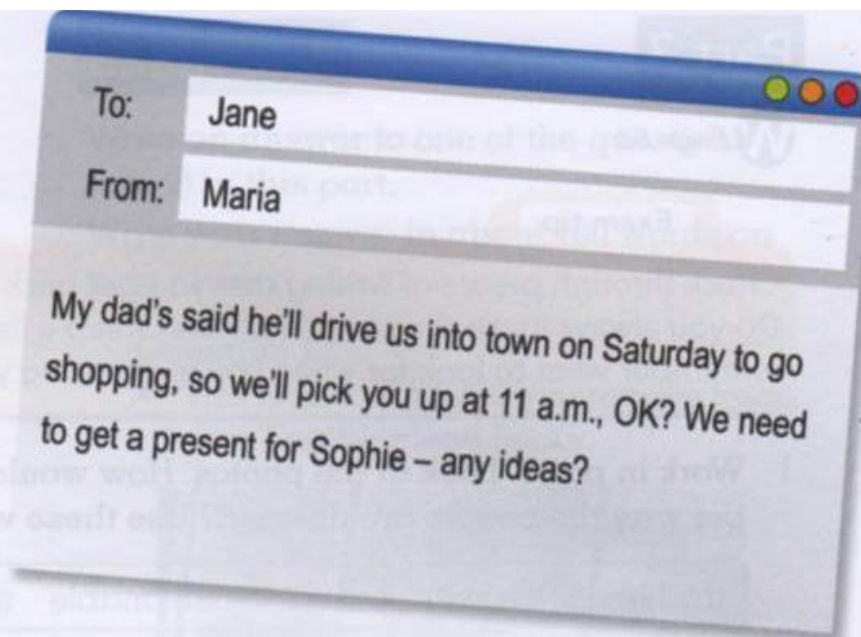 To: Jane
From: Maria
My dad's said he'll drive us into town on Saturday to go
shopping, so we'll pick you up at 11 a.m., OK? We need
to get a present for Sophie – any ideas?